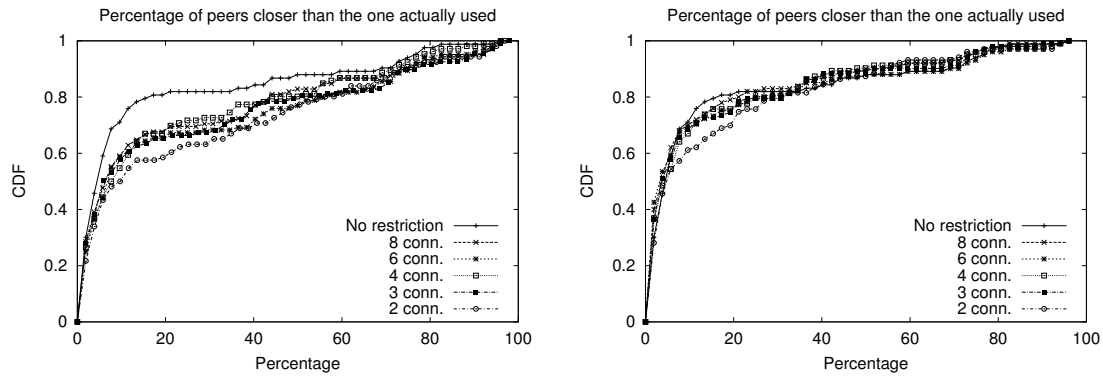 Percentage of peers closer than the one actually used
1
0.8
0.6
0.4
0.2
0
CDF
No restriction
8 conn.
6 conn.
4 conn.
3 conn.
2 conn.
0 20 40 60 80 100
Percentage
Percentage of peers closer than the one actually used
1
0.8
0.6
0.4
0.2
0
CDF
No restriction
8 conn.
6 conn.
4 conn.
3 conn.
2 conn.
0 20 40 60 80 100
Percentage